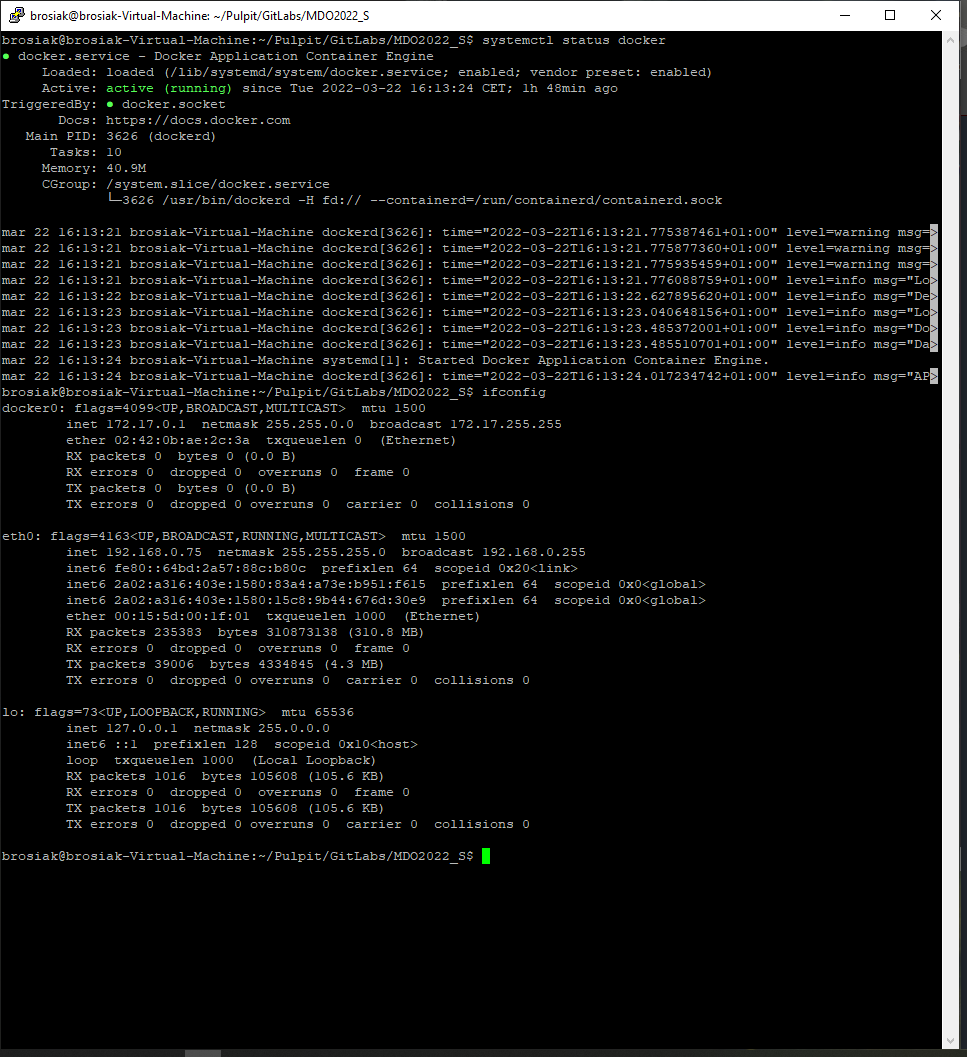 brosiak@brosiak-Virtual-Machine: ~/Pulpit/GitLabs/MDO2022_S
brosiak@brosiak-Virtual-Machine:~/Pulpit/GitLabs/MDO2022_S$ systemctl status docker
● docker.service - Docker Application Container Engine
     Loaded: loaded (/lib/systemd/system/docker.service; enabled; vendor preset: enabled)
     Active: active (running) since Tue 2022-03-22 16:13:24 CET; 1h 48min ago
TriggeredBy: ● docker.socket
       Docs: https://docs.docker.com
   Main PID: 3626 (dockerd)
      Tasks: 10
     Memory: 40.9M
     CGroup: /system.slice/docker.service
             └─3626 /usr/bin/dockerd -H fd:// --containerd=/run/containerd/containerd.sock

mar 22 16:13:21 brosiak-Virtual-Machine dockerd[3626]: time="2022-03-22T16:13:21.775387461+01:00" level=warning msg=>
mar 22 16:13:21 brosiak-Virtual-Machine dockerd[3626]: time="2022-03-22T16:13:21.775877360+01:00" level=warning msg=>
mar 22 16:13:21 brosiak-Virtual-Machine dockerd[3626]: time="2022-03-22T16:13:21.775935459+01:00" level=warning msg=>
mar 22 16:13:21 brosiak-Virtual-Machine dockerd[3626]: time="2022-03-22T16:13:21.776088759+01:00" level=info msg="Lo>
mar 22 16:13:22 brosiak-Virtual-Machine dockerd[3626]: time="2022-03-22T16:13:22.627895620+01:00" level=info msg="De>
mar 22 16:13:23 brosiak-Virtual-Machine dockerd[3626]: time="2022-03-22T16:13:23.040648156+01:00" level=info msg="Lo>
mar 22 16:13:23 brosiak-Virtual-Machine dockerd[3626]: time="2022-03-22T16:13:23.485372001+01:00" level=info msg="Do>
mar 22 16:13:23 brosiak-Virtual-Machine dockerd[3626]: time="2022-03-22T16:13:23.485510701+01:00" level=info msg="Da>
mar 22 16:13:24 brosiak-Virtual-Machine systemd[1]: Started Docker Application Container Engine.
mar 22 16:13:24 brosiak-Virtual-Machine dockerd[3626]: time="2022-03-22T16:13:24.017234742+01:00" level=info msg="AP>
brosiak@brosiak-Virtual-Machine:~/Pulpit/GitLabs/MDO2022_S$ ifconfig
docker0: flags=4099<UP,BROADCAST,MULTICAST>  mtu 1500
        inet 172.17.0.1  netmask 255.255.0.0  broadcast 172.17.255.255
        ether 02:42:0b:ae:2c:3a  txqueuelen 0  (Ethernet)
        RX packets 0  bytes 0 (0.0 B)
        RX errors 0  dropped 0  overruns 0  frame 0
        TX packets 0  bytes 0 (0.0 B)
        TX errors 0  dropped 0 overruns 0  carrier 0  collisions 0

eth0: flags=4163<UP,BROADCAST,RUNNING,MULTICAST>  mtu 1500
        inet 192.168.0.75  netmask 255.255.255.0  broadcast 192.168.0.255
        inet6 fe80::64bd:2a57:88c:b80c  prefixlen 64  scopeid 0x20<link>
        inet6 2a02:a316:403e:1580:83a4:a73e:b951:f615  prefixlen 64  scopeid 0x0<global>
        inet6 2a02:a316:403e:1580:15c8:9b44:676d:30e9  prefixlen 64  scopeid 0x0<global>
        ether 00:15:5d:00:1f:01  txqueuelen 1000  (Ethernet)
        RX packets 235383  bytes 310873138 (310.8 MB)
        RX errors 0  dropped 0  overruns 0  frame 0
        TX packets 39006  bytes 4334845 (4.3 MB)
        TX errors 0  dropped 0 overruns 0  carrier 0  collisions 0

lo: flags=73<UP,LOOPBACK,RUNNING>  mtu 65536
        inet 127.0.0.1  netmask 255.0.0.0
        inet6 ::1  prefixlen 128  scopeid 0x10<host>
        loop  txqueuelen 1000  (Local Loopback)
        RX packets 1016  bytes 105608 (105.6 KB)
        RX errors 0  dropped 0  overruns 0  frame 0
        TX packets 1016  bytes 105608 (105.6 KB)
        TX errors 0  dropped 0 overruns 0  carrier 0  collisions 0

brosiak@brosiak-Virtual-Machine:~/Pulpit/GitLabs/MDO2022_S$